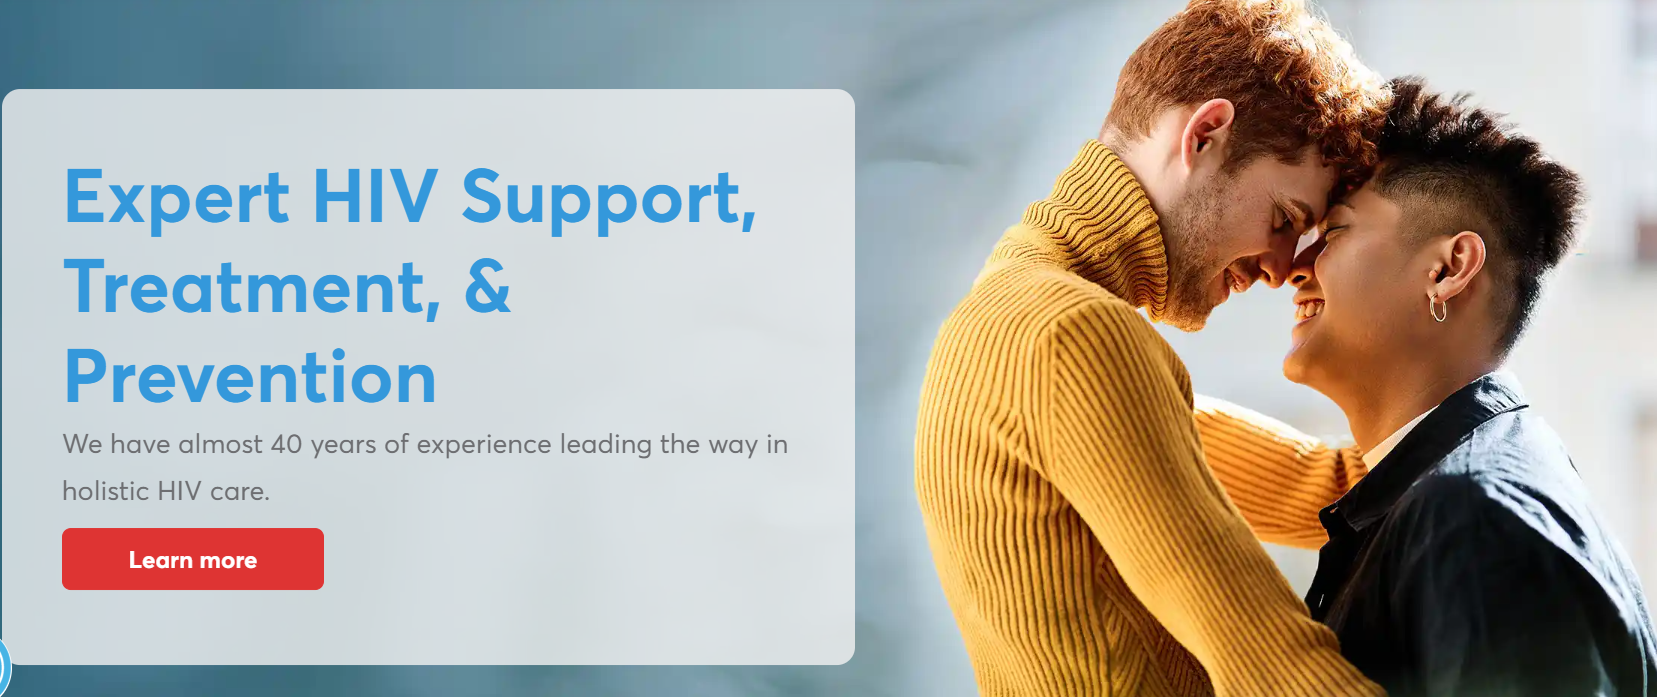 Expert HIV Support,
Treatment, &
Prevention
We have almost 40 years of experience leading the way in
holistic HIV care.
Learn more